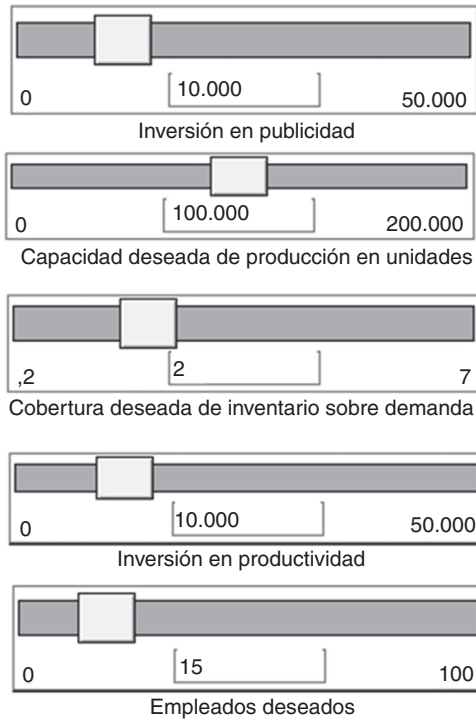 10.000
0 50.000
Inversión en publicidad
100.000
0 200.000
Capacidad deseada de producción en unidades
2
,2 7
Cobertura deseada de inventario sobre demanda
10.000
0 50.000
Inversión en productividad
15
0 100
Empleados deseados